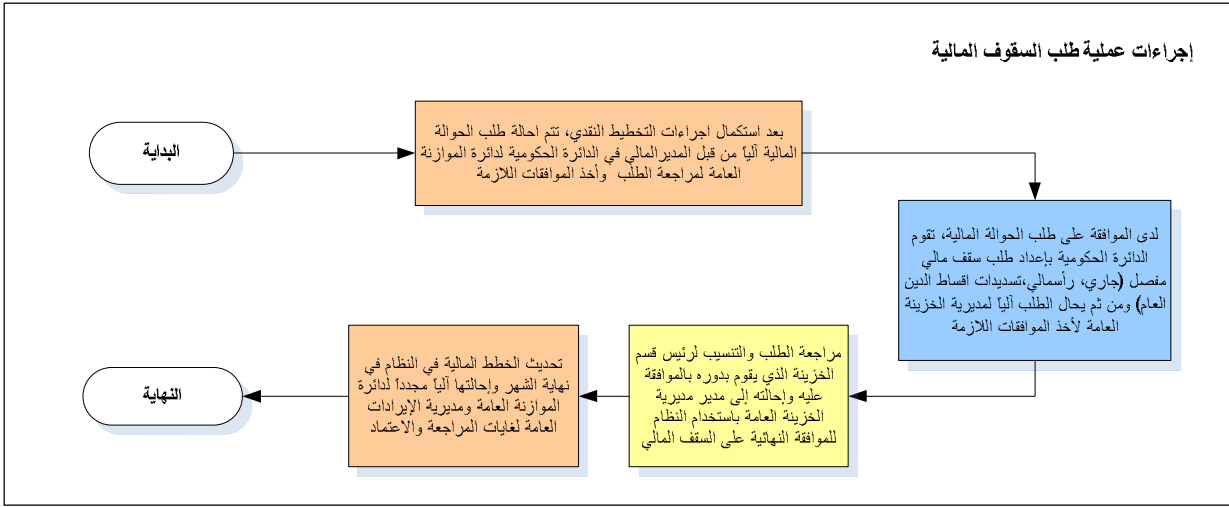 إجراءات عملية طلب السقوف المالية
البداية
بعد استكمال اجراءات التخطيط النقدي، تتم احالة طلب الحوالة
المالية آلياً من قبل المديرالمالي في الدائرة الحكومية لدائرة الموازنة
العامة لمراجعة الطلب وأخذ الموافقات اللازمة
لدى الموافقة على طلب الحوالة المالية، تقوم
الدائرة الحكومية بإعداد طلب سقف مالي
مفصل (جاري، رأسمالي،تسديدات اقساط الدين
العام) ومن ثم يحال الطلب آلياً لمديرية الخزينة
العامة لأخذ الموافقات اللازمة
مراجعة الطلب والتنسيب لرئيس قسم
الخزينة الذي يقوم بدوره بالموافقة
عليه وإحالته إلى مدير مديرية
الخزينة العامة باستخدام النظام
للموافقة النهائية على السقف المالي
تحديث الخطط المالية في النظام في
نهاية الشهر وإحالتها آلياً مجدداً لدائرة
الموازنة العامة ومديرية الإيرادات
العامة لغايات المراجعة والاعتماد
النهاية